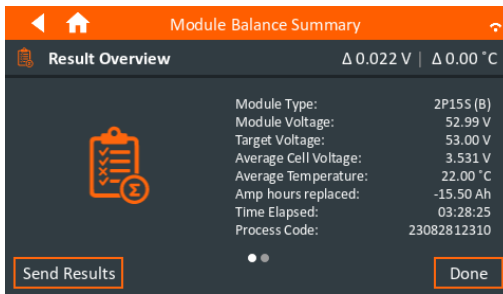 Module Balance Summary
Result Overview Δ 0.022 V | Δ 0.00 °C
Module Type: 2P15S (B)
Module Voltage: 52.99 V
Target Voltage: 53.00 V
Average Cell Voltage: 3.531 V
Average Temperature: 22.00 °C
Amp hours replaced: -15.50 Ah
Time Elapsed: 03:28:25
Process Code: 23082812310
Σ
Send Results Done